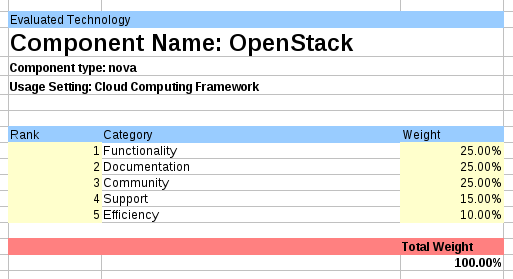 Evaluated Technology
Component Name: OpenStack
Component type: nova
Usage Setting: Cloud Computing Framework
Rank Category Weight
1 Functionality 25.00%
2 Documentation 25.00%
3 Community 25.00%
4 Support 15.00%
5 Efficiency 10.00%
Total Weight
100.00%